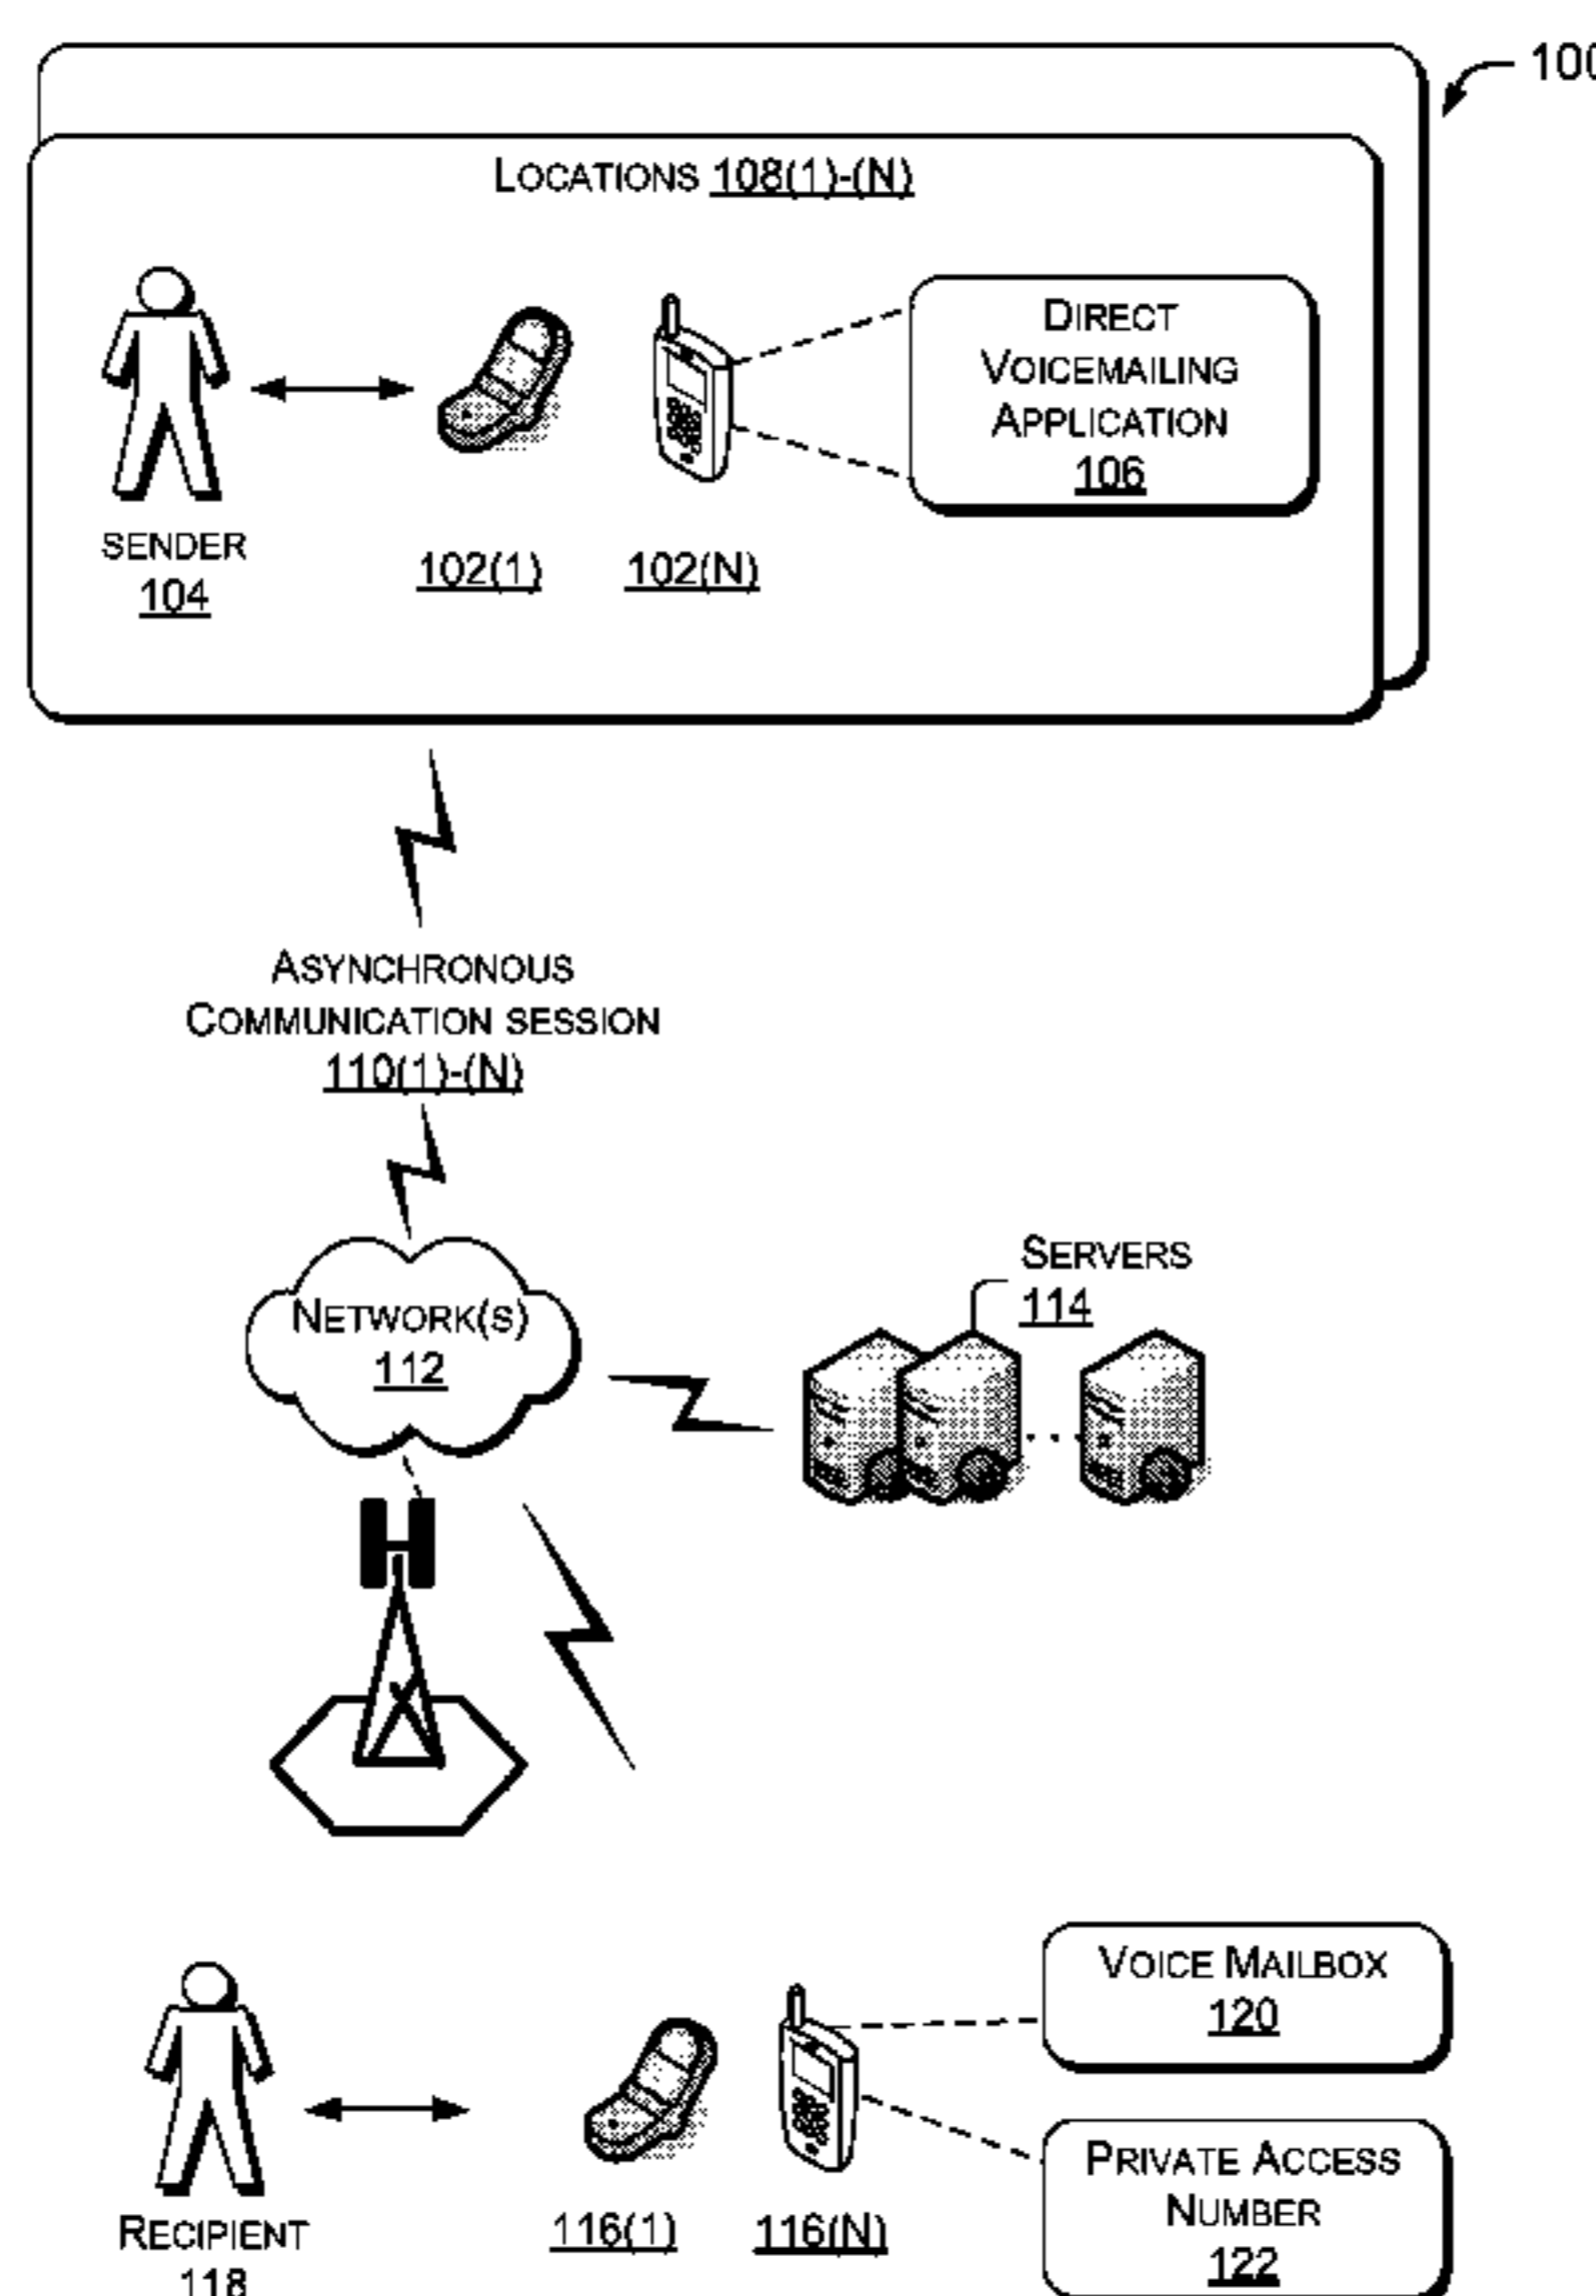 100
LOCATIONS 108(1)-(N)
DIRECT
VOICEMAILING
APPLICATION
106
SENDER
104
102(1)
102(N)
ASYNCHRONOUS
COMMUNICATION SESSION
110(1)-(N)
NETWORK(S)
112
SERVERS
114
VOICE MAILBOX
120
PRIVATE ACCESS
NUMBER
122
RECIPIENT
118
116(1)
116(N)